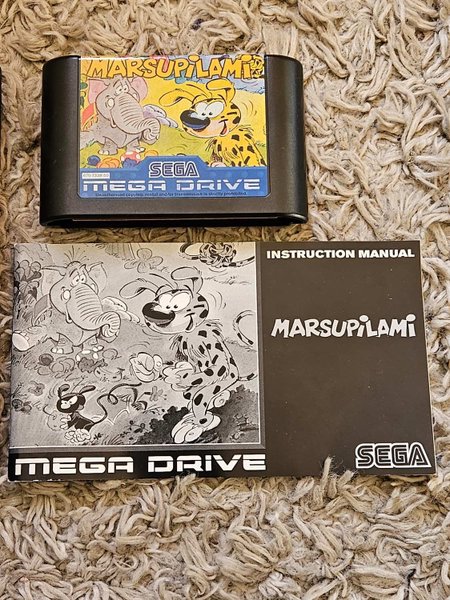 MARSUPILAMI
SEGA
MEGA DRIVE
INSTRUCTION MANUAL
MARSUPILAMI
MEGA DRIVE
SEGA